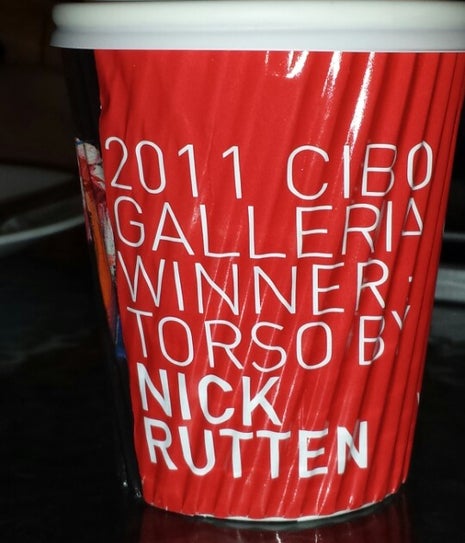 2011 CIBO
GALLERIA
WINNER:
TORSO BY
NICK
RUTTEN